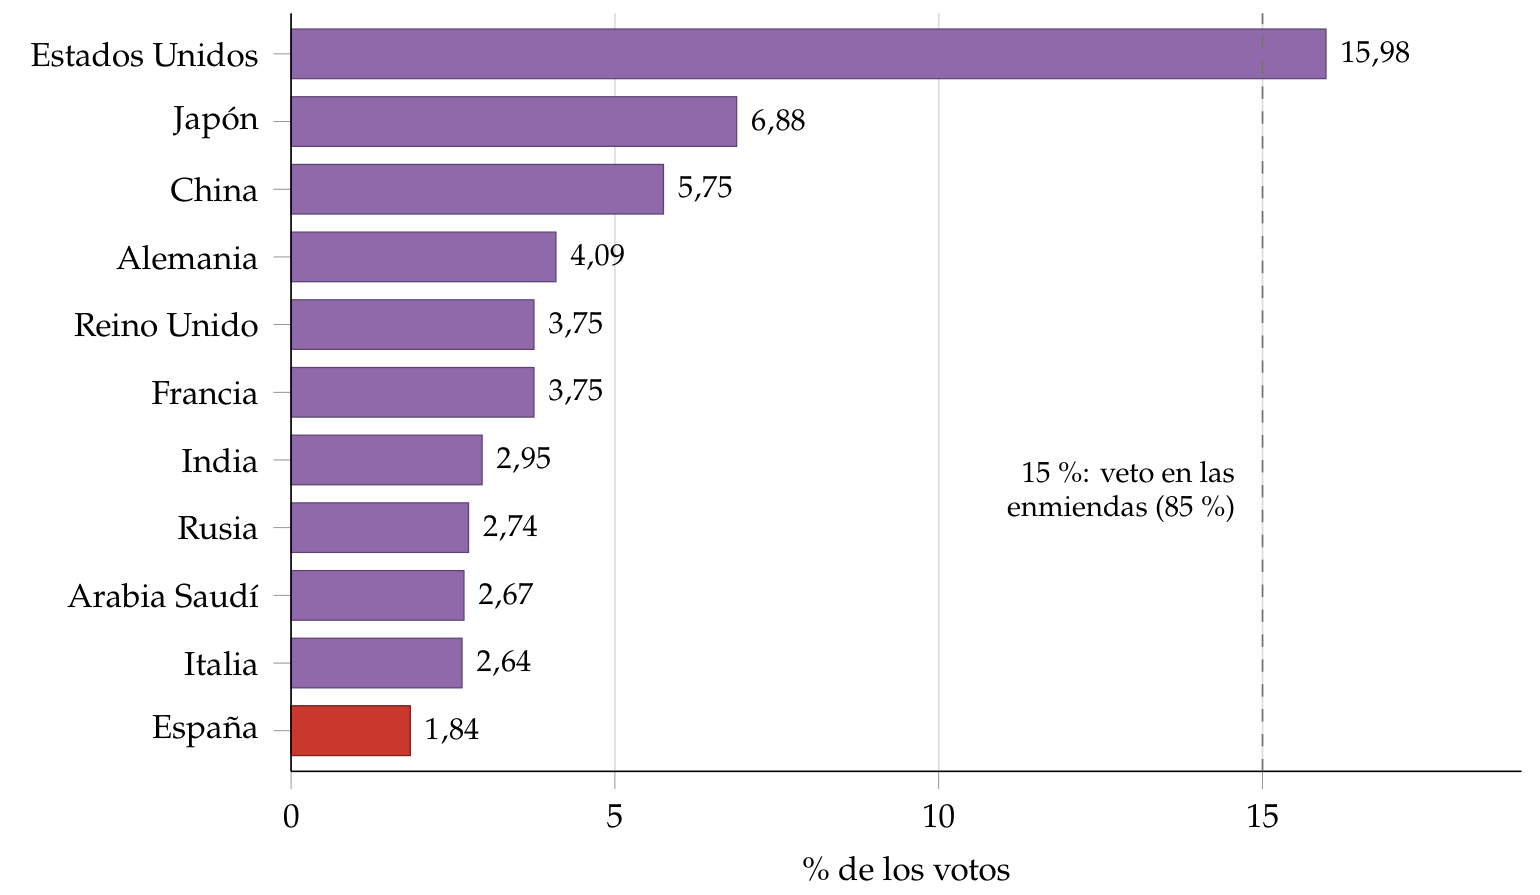 Estados Unidos 15,98
Japón 6,88
China 5,75
Alemania 4,09
Reino Unido 3,75
Francia 3,75
India 2,95
15 %: veto en las
enmiendas (85 %)
Rusia 2,74
Arabia Saudí 2,67
Italia 2,64
España 1,84
0 5 10 15
% de los votos